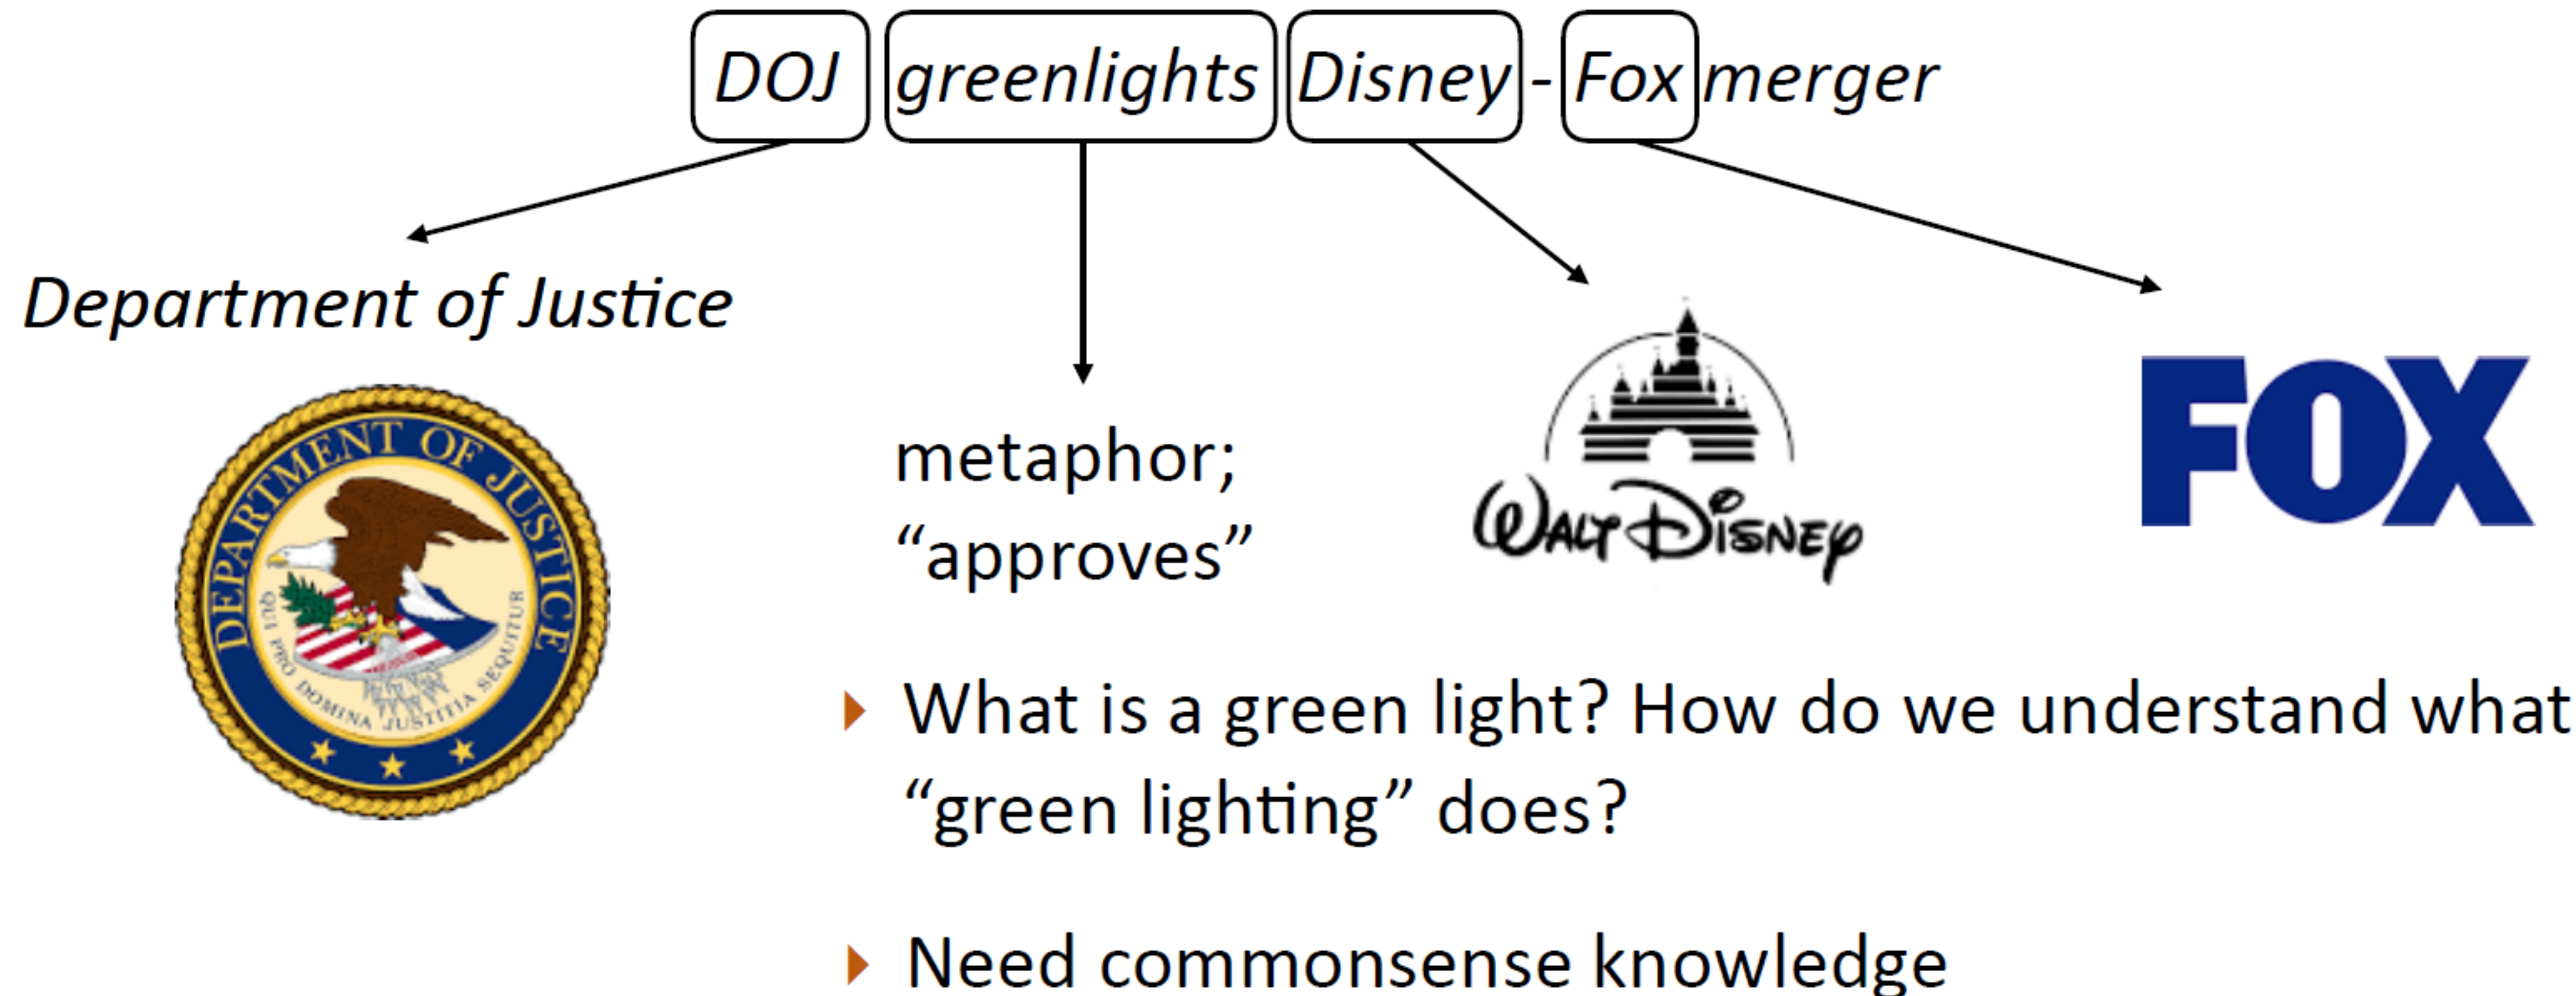 DOJ greenlights Disney - Fox merger
Department of Justice
DEPARTMENT OF JUSTICE
QUI PRO DOMINA JUSTITIA SEQUITUR
metaphor;
“approves”
WALT DISNEY
FOX
▸ What is a green light? How do we understand what
“green lighting” does?
▸ Need commonsense knowledge